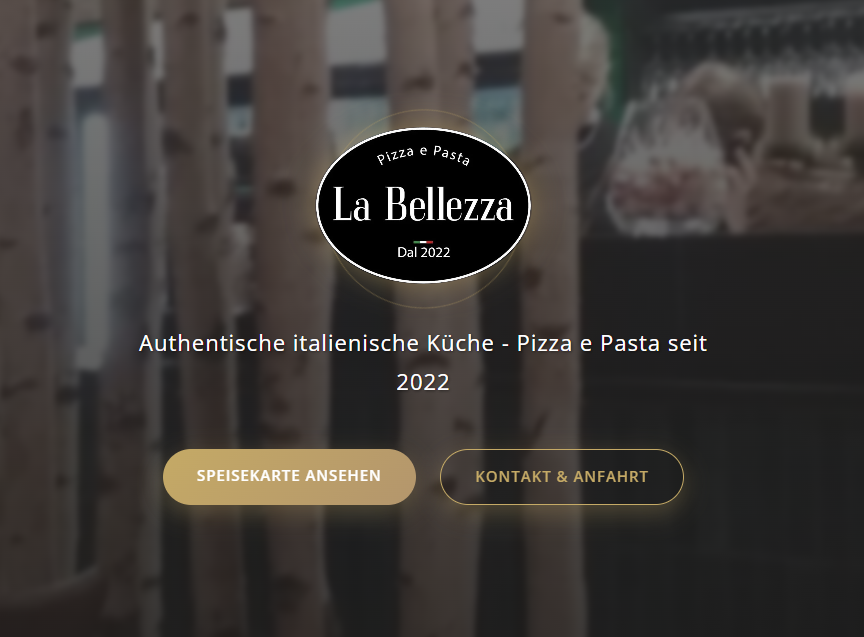 Pizza e Pasta
La Bellezza
Dal 2022
Authentische italienische Küche - Pizza e Pasta seit
2022
SPEISEKARTE ANSEHEN
KONTAKT & ANFAHRT